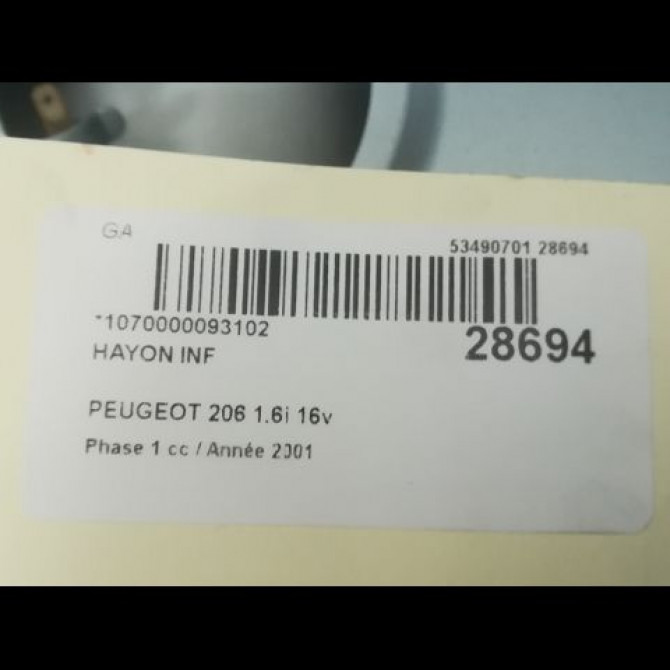 GA
53490701 28694
*1070000093102
28694
HAYON INF
PEUGEOT 206 1.6i 16v
Phase 1 cc / Année 2001